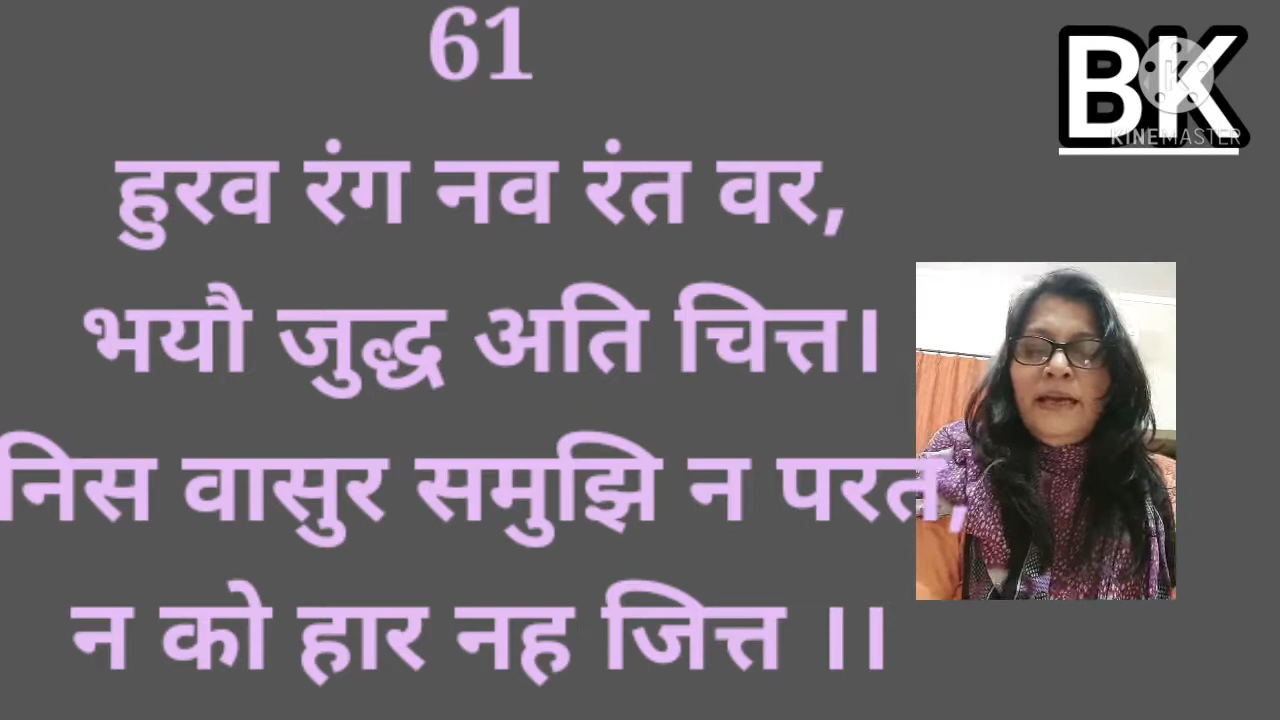 61
BK
KINEMASTER
हुरव रंग नव रंत वर,
भयौ जुद्ध अति चित्त।
निस वासुर समुझि न परत,
न को हार नह जित्त ।।